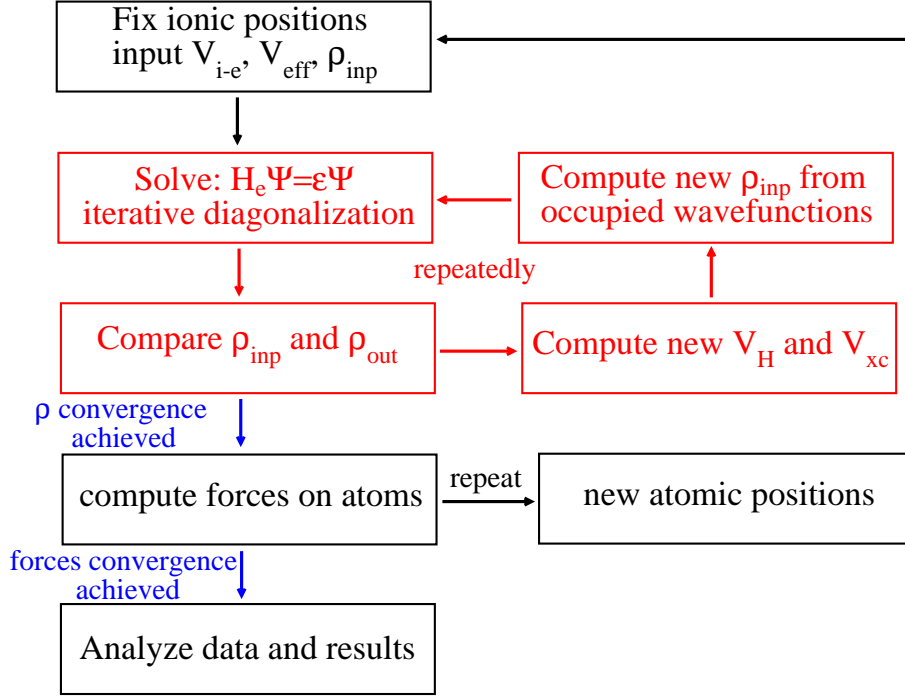 Fix ionic positions
input V_{i-e}, V_{eff}, ρ_{inp}
Solve: H_eΨ=εΨ
iterative diagonalization
Compute new ρ_{inp} from
occupied wavefunctions
repeatedly
Compare ρ_{inp} and ρ_{out}
Compute new V_H and V_{xc}
ρ convergence
achieved
compute forces on atoms
repeat
new atomic positions
forces convergence
achieved
Analyze data and results